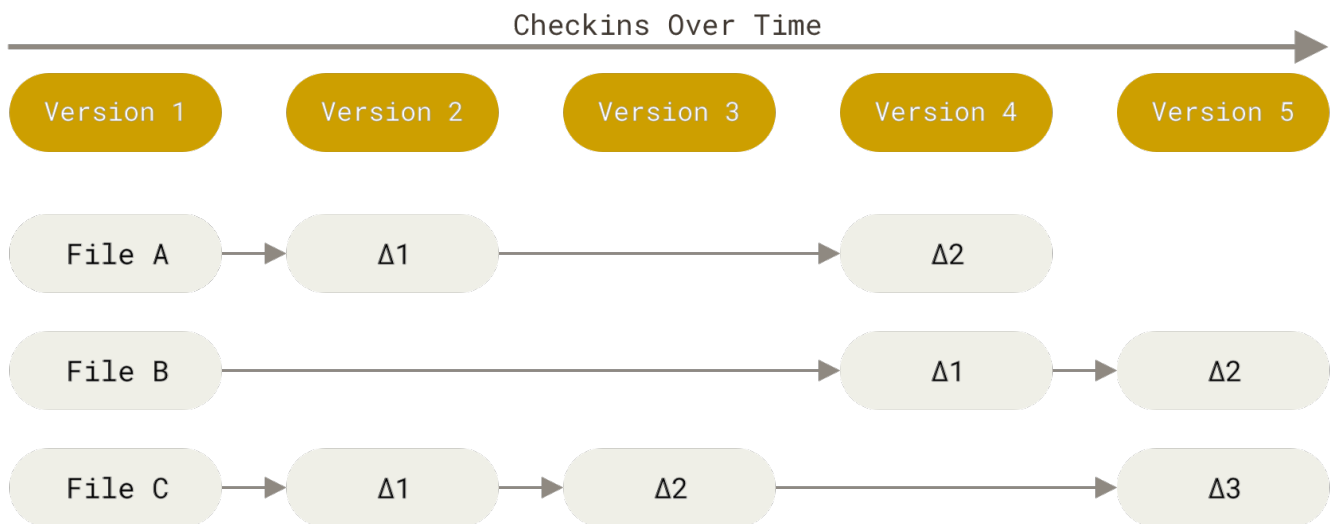 Checkins Over Time
Version 1 Version 2 Version 3 Version 4 Version 5
File A Δ1 Δ2
File B Δ1 Δ2
File C Δ1 Δ2 Δ3